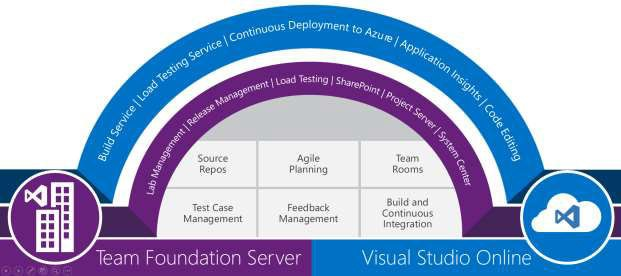 Build Service | Load Testing Service | Continuous Deployment to Azure | Application Insights | Code Editing
Lab Management | Release Management | Load Testing | SharePoint | Project Server | System Center
Source
Repos
Agile
Planning
Team
Rooms
Test Case
Management
Feedback
Management
Build and
Continuous
Integration
Team Foundation Server
Visual Studio Online